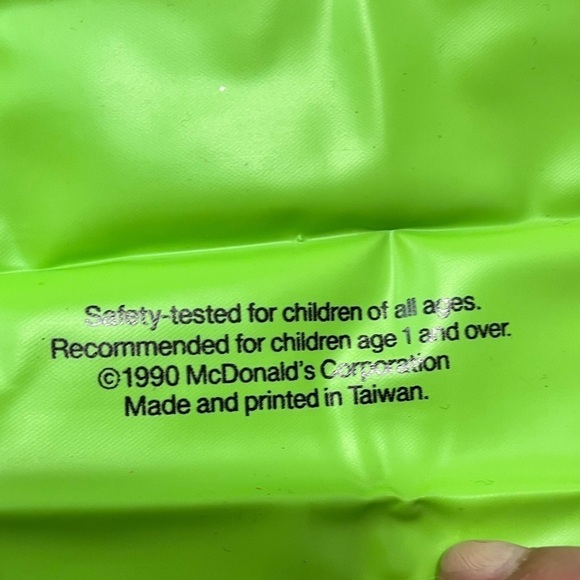 Safety-tested for children of all ages.
Recommended for children age 1 and over.
©1990 McDonald's Corporation
Made and printed in Taiwan.